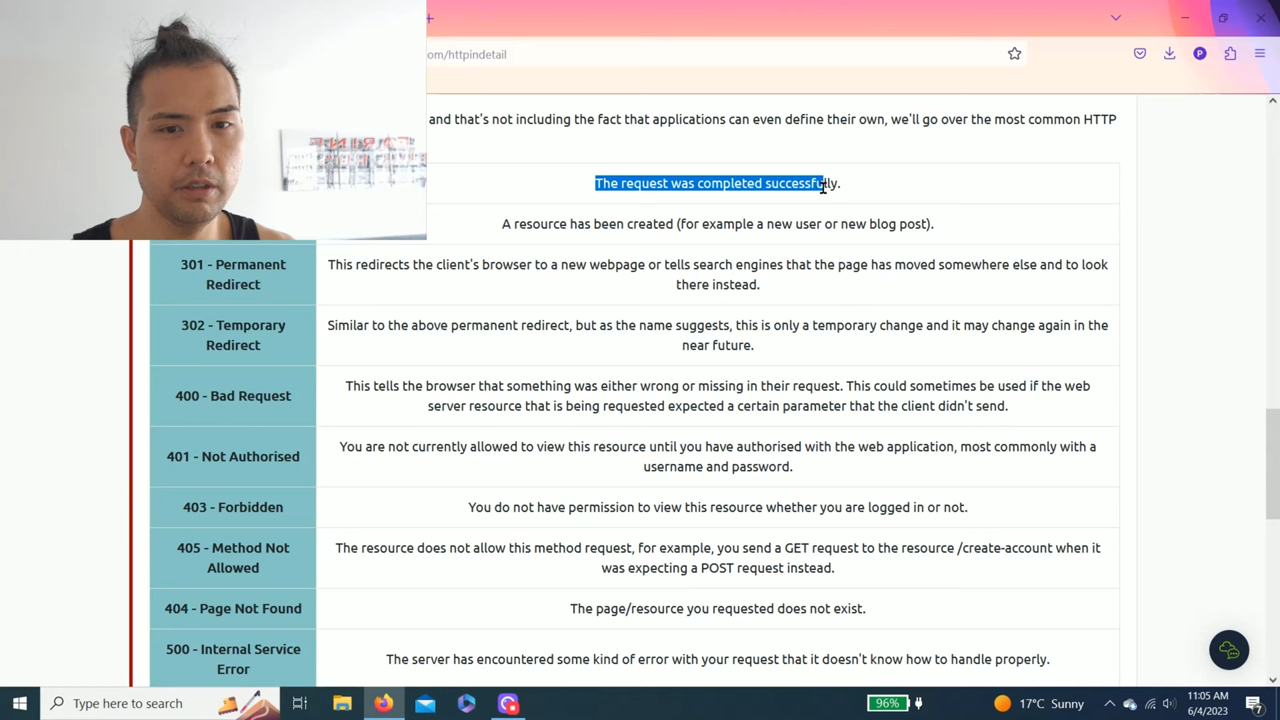 com/httpindetail
and that's not including the fact that applications can even define their own, we'll go over the most common HTTP
The request was completed successfully.
A resource has been created (for example a new user or new blog post).
301 - Permanent Redirect
This redirects the client's browser to a new webpage or tells search engines that the page has moved somewhere else and to look
there instead.
302 - Temporary Redirect
Similar to the above permanent redirect, but as the name suggests, this is only a temporary change and it may change again in the
near future.
400 - Bad Request
This tells the browser that something was either wrong or missing in their request. This could sometimes be used if the web
server resource that is being requested expected a certain parameter that the client didn't send.
401 - Not Authorised
You are not currently allowed to view this resource until you have authorised with the web application, most commonly with a
username and password.
403 - Forbidden
You do not have permission to view this resource whether you are logged in or not.
405 - Method Not
Allowed
The resource does not allow this method request, for example, you send a GET request to the resource /create-account when it
was expecting a POST request instead.
404 - Page Not Found
The page/resource you requested does not exist.
500 - Internal Service
Error
The server has encountered some kind of error with your request that it doesn't know how to handle properly.
Type here to search
96%
17°C Sunny
11:05 AM
6/4/2023
7